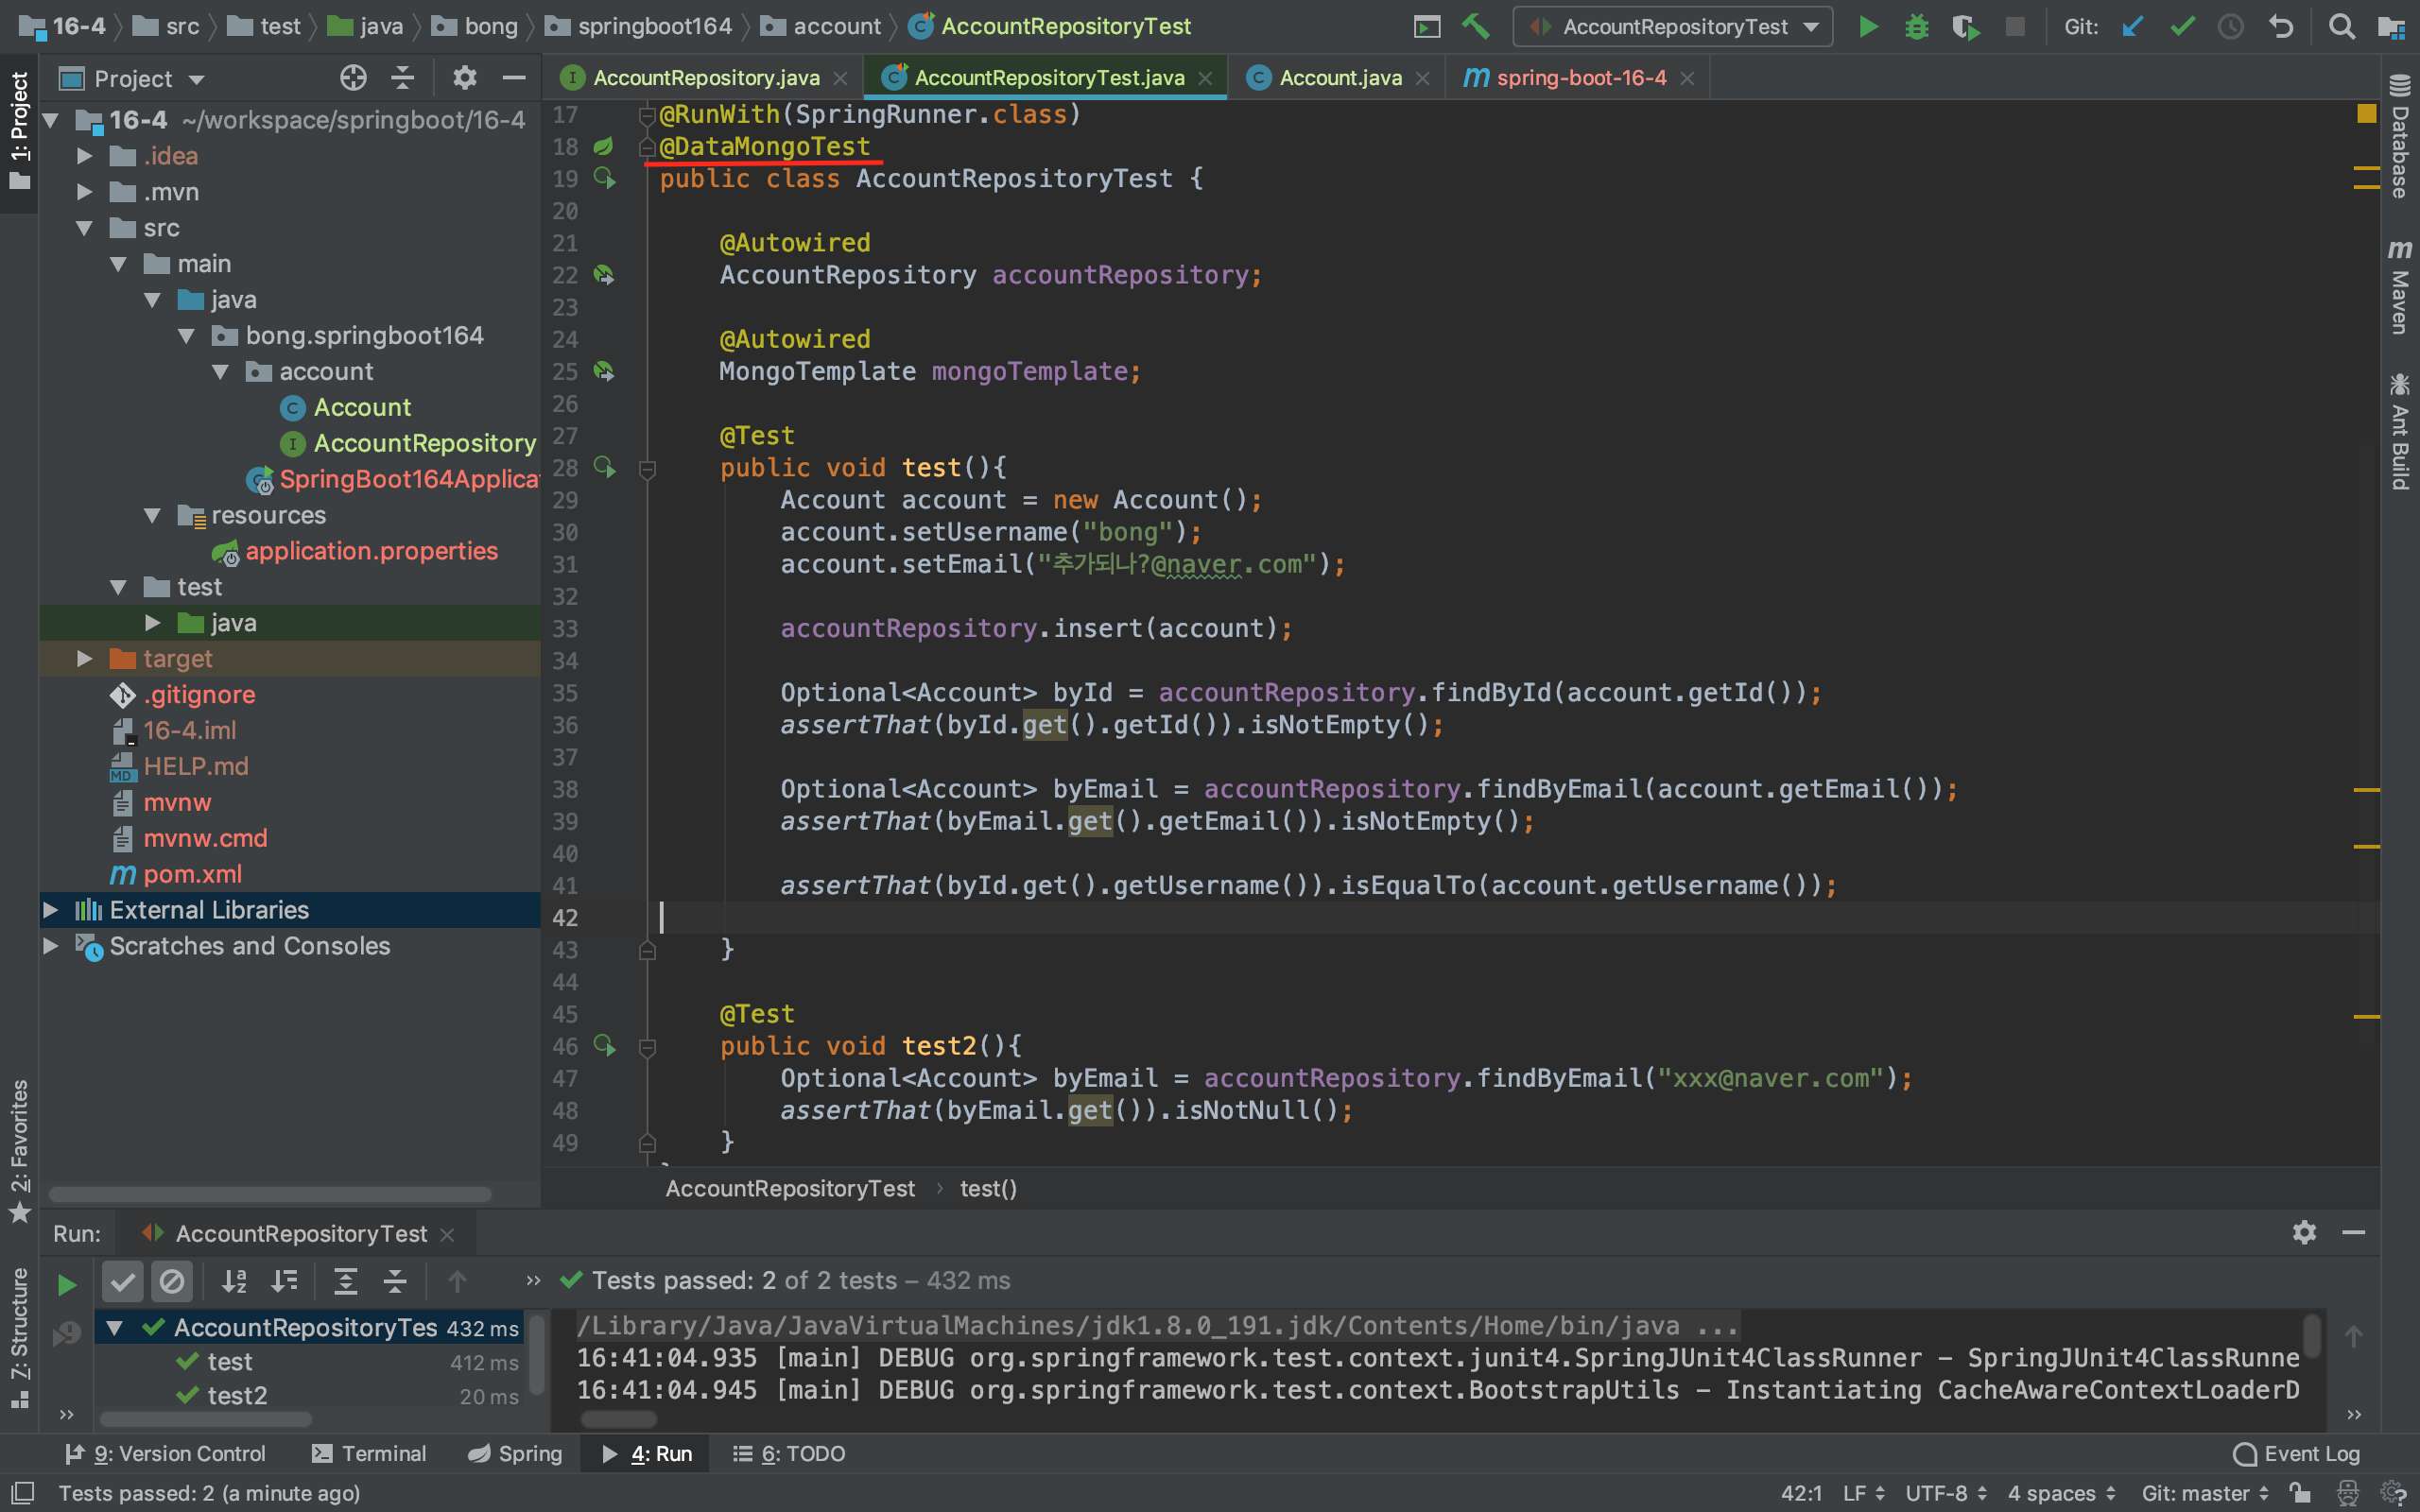 16-4 src test java bong springboot164 account AccountRepositoryTest AccountRepositoryTest Git:
Project AccountRepository.java AccountRepositoryTest.java Account.java spring-boot-16-4
1: Project
2: Favorites
7: Structure
Database
Maven
Ant Build
16-4 ~/workspace/springboot/16-4
.idea
.mvn
src
main
java
bong.springboot164
account
Account
AccountRepository
SpringBoot164Applica
resources
application.properties
test
java
target
.gitignore
16-4.iml
HELP.md
mvnw
mvnw.cmd
pom.xml
External Libraries
Scratches and Consoles
17 @RunWith(SpringRunner.class)
18 @DataMongoTest
19 public class AccountRepositoryTest {
20
21 @Autowired
22 AccountRepository accountRepository;
23
24 @Autowired
25 MongoTemplate mongoTemplate;
26
27 @Test
28 public void test(){
29 Account account = new Account();
30 account.setUsername("bong");
31 account.setEmail("추가되나?@naver.com");
32
33 accountRepository.insert(account);
34
35 Optional<Account> byId = accountRepository.findById(account.getId());
36 assertThat(byId.get().getId()).isNotEmpty();
37
38 Optional<Account> byEmail = accountRepository.findByEmail(account.getEmail());
39 assertThat(byEmail.get().getEmail()).isNotEmpty();
40
41 assertThat(byId.get().getUsername()).isEqualTo(account.getUsername());
42
43 }
44
45 @Test
46 public void test2(){
47 Optional<Account> byEmail = accountRepository.findByEmail("xxx@naver.com");
48 assertThat(byEmail.get()).isNotNull();
49 }
AccountRepositoryTest › test()
Run: AccountRepositoryTest
» Tests passed: 2 of 2 tests – 432 ms
AccountRepositoryTes 432 ms
test 412 ms
test2 20 ms
/Library/Java/JavaVirtualMachines/jdk1.8.0_191.jdk/Contents/Home/bin/java ...
16:41:04.935 [main] DEBUG org.springframework.test.context.junit4.SpringJUnit4ClassRunner - SpringJUnit4ClassRunne
16:41:04.945 [main] DEBUG org.springframework.test.context.BootstrapUtils - Instantiating CacheAwareContextLoaderD
9: Version Control Terminal Spring 4: Run 6: TODO Event Log
Tests passed: 2 (a minute ago) 42:1 LF UTF-8 4 spaces Git: master